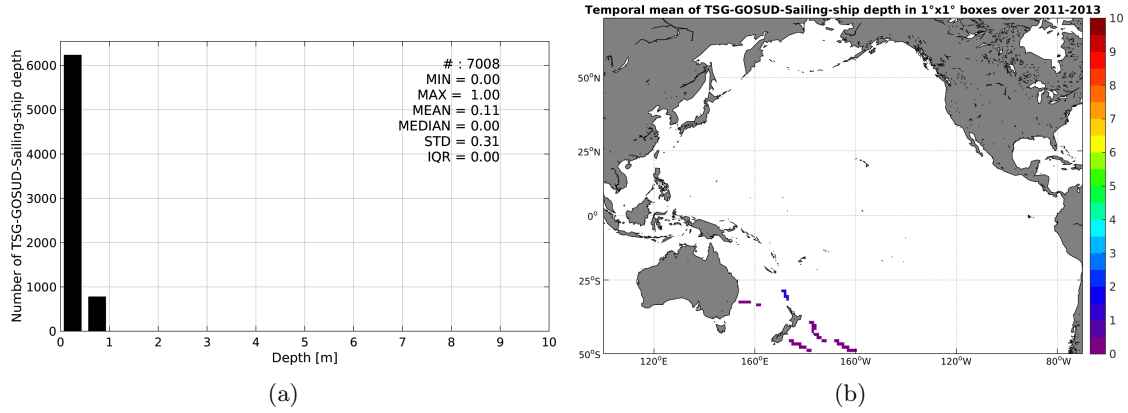 Number of TSG-GOSUD-Sailing-ship depth
6000
5000
4000
3000
2000
1000
0
# : 7008
MIN = 0.00
MAX = 1.00
MEAN = 0.11
MEDIAN = 0.00
STD = 0.31
IQR = 0.00
0 1 2 3 4 5 6 7 8 9 10
Depth [m]
(a)
Temporal mean of TSG-GOSUD-Sailing-ship depth in 1°x1° boxes over 2011-2013
50°N
25°N
0°
25°S
50°S
120°E 160°E 160°W 120°W 80°W
10
9
8
7
6
5
4
3
2
1
0
(b)